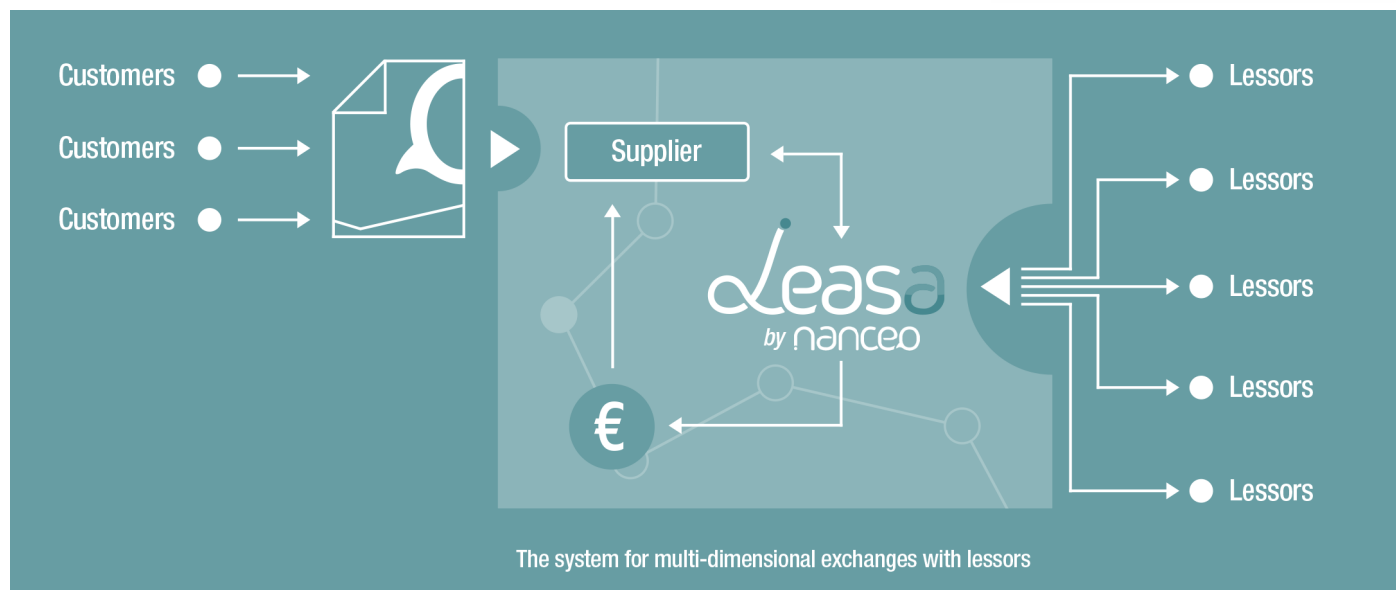 Customers
Customers
Customers
Supplier
Leasa
by nanceo
€
Lessors
Lessors
Lessors
Lessors
Lessors
The system for multi-dimensional exchanges with lessors